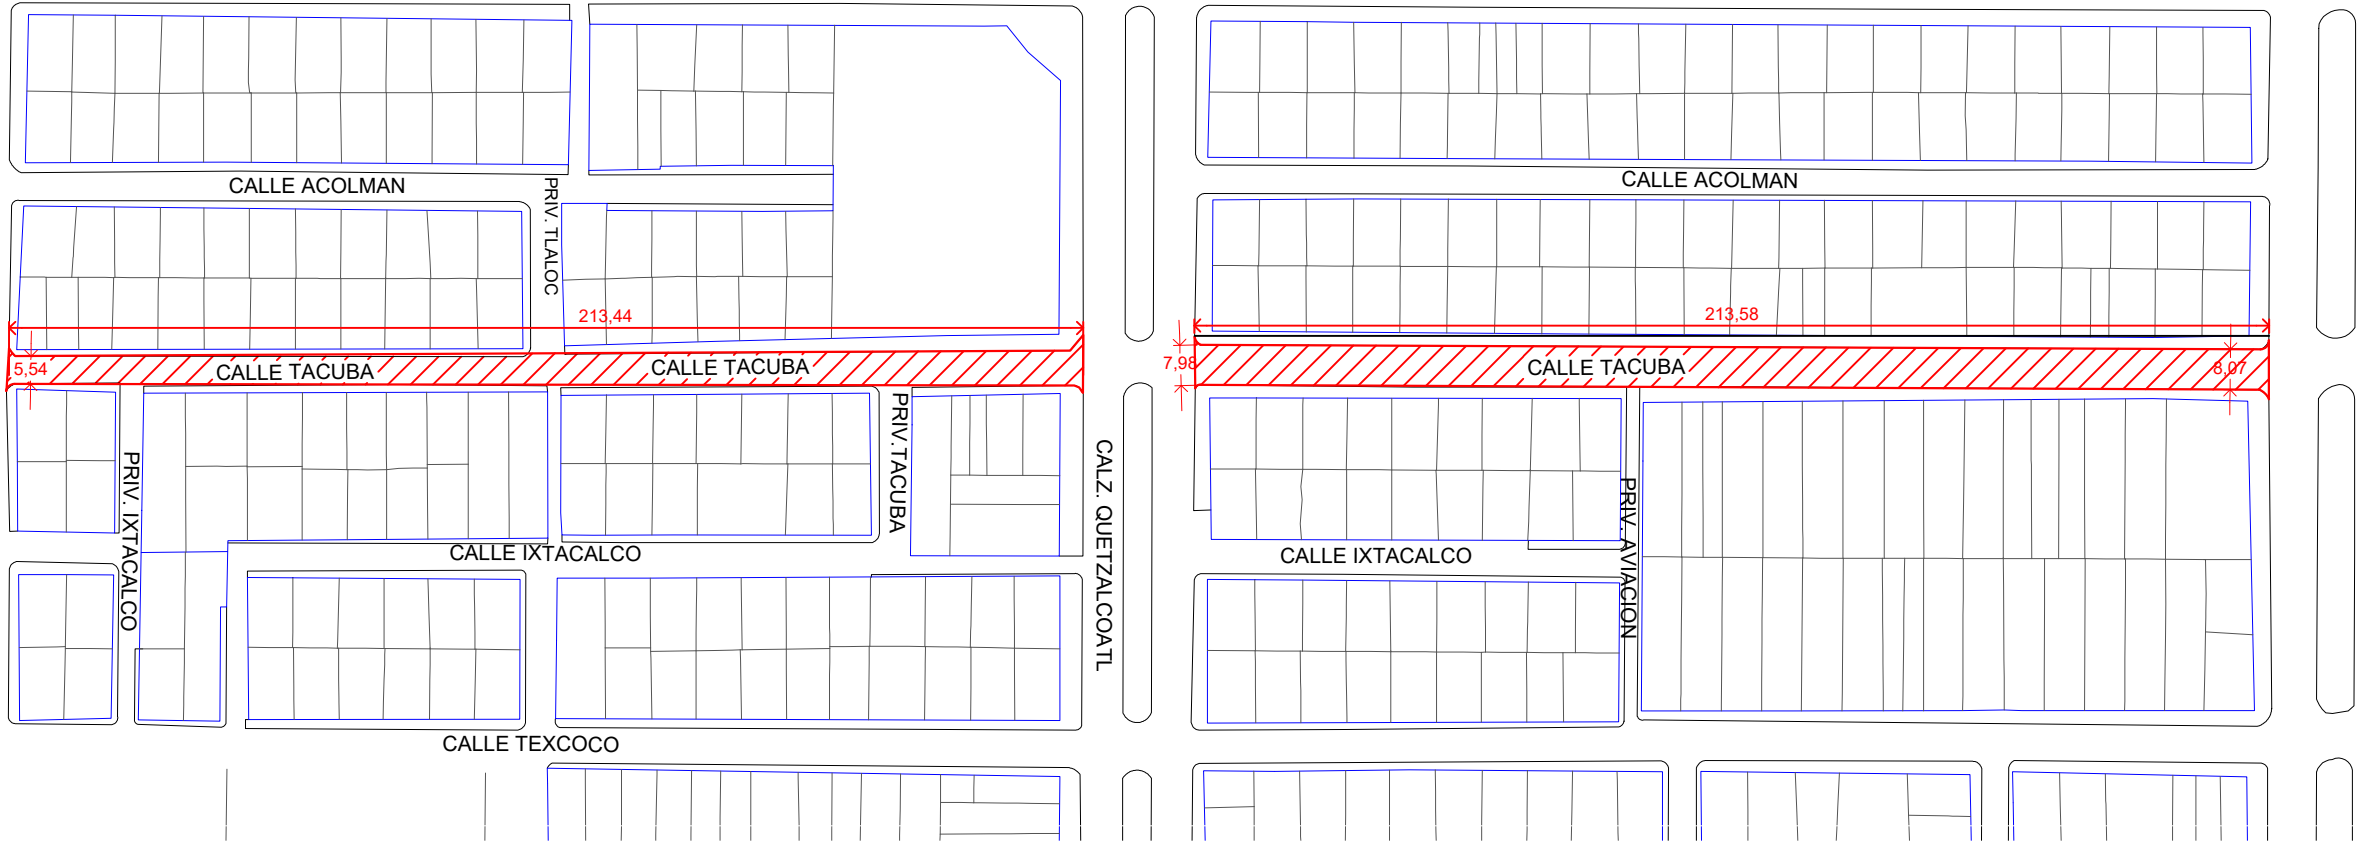 CALLE ACOLMAN
CALLE ACOLMAN
PRIV. TLALOC
213,44
213,58
5,54
CALLE TACUBA
CALLE TACUBA
7,98
CALLE TACUBA
8,07
PRIV. IXTACALCO
PRIV.TACUBA
CALZ. QUETZALCOATL
PRIV. AVIACION
CALLE IXTACALCO
CALLE IXTACALCO
CALLE TEXCOCO